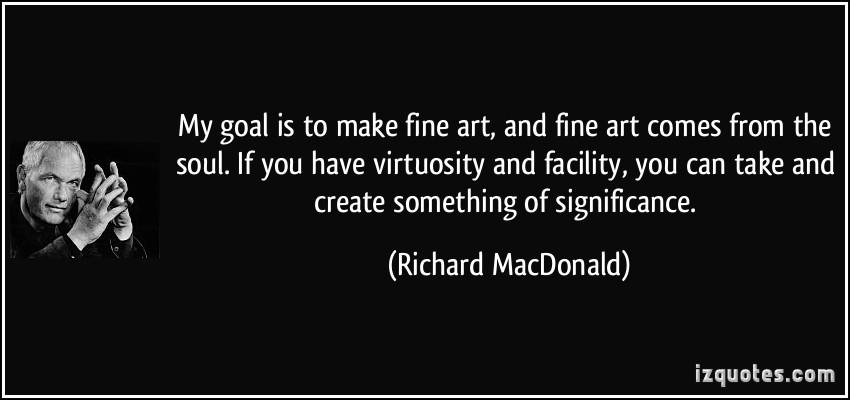 My goal is to make fine art, and fine art comes from the
soul. If you have virtuosity and facility, you can take and
create something of significance.
(Richard MacDonald)
izquotes.com